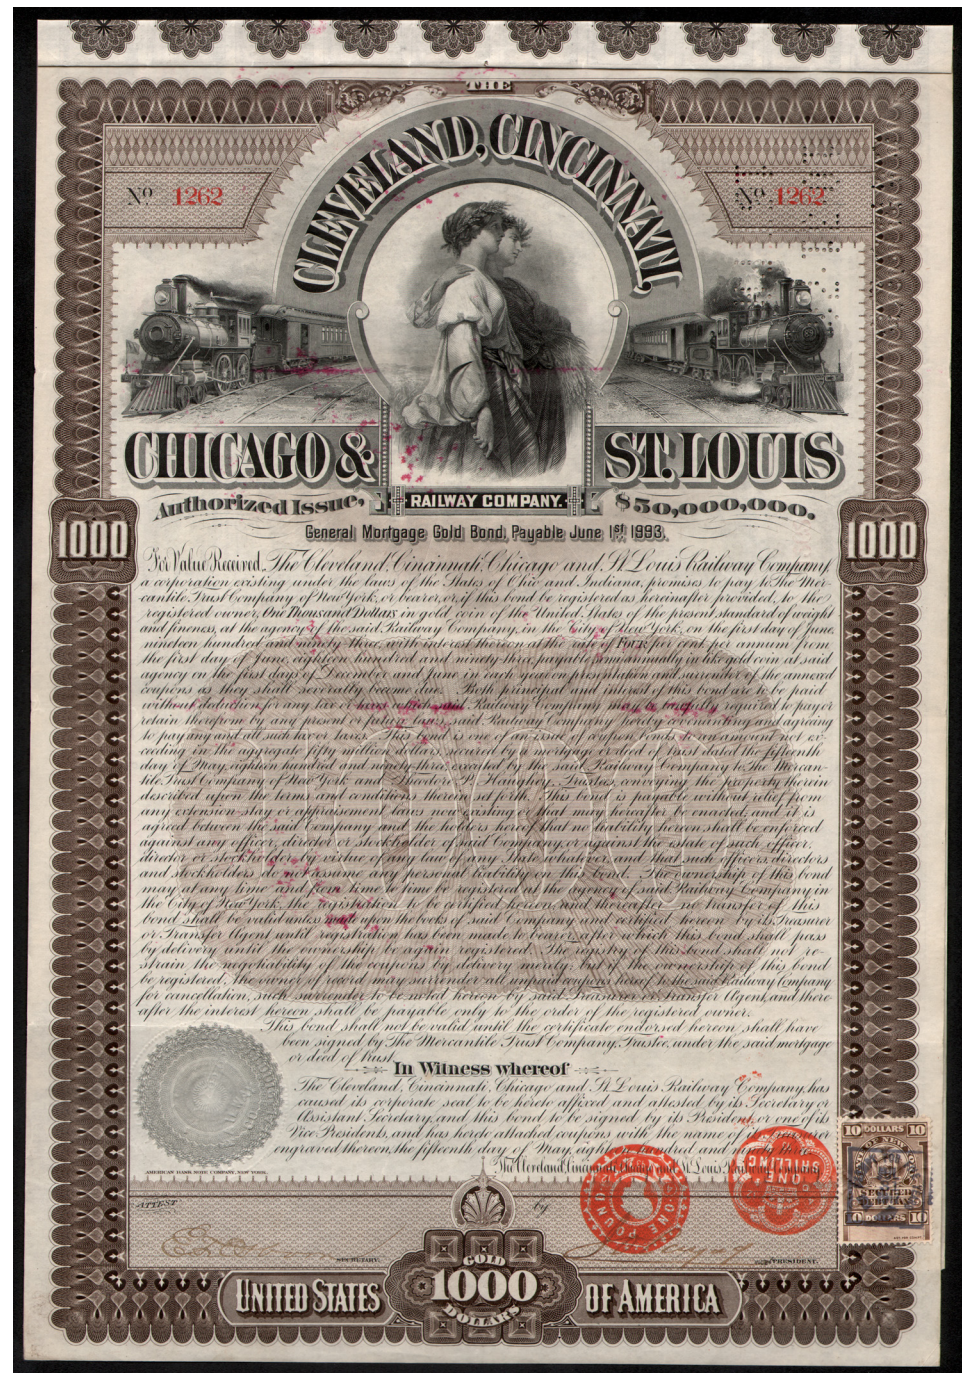 THE
CLEVELAND, CINCINNATI,
No 1262
No 1262
CHICAGO & ST. LOUIS
RAILWAY COMPANY.
Authorized Issue, $50,000,000.
General Mortgage Gold Bond, Payable June 1st 1993.
1000
1000
For Value Received, The Cleveland, Cincinnati, Chicago and St. Louis Railway Company
a corporation existing under the laws of the States of Ohio and Indiana, promises to pay to The Mer-
cantile Trust Company of New York, or bearer, or, if this bond be registered as hereinafter provided, to the
registered owner, One Thousand Dollars in gold coin of the United States of the present standard of weight
and fineness, at the agency of the said Railway Company, in the City of New York, on the first day of June,
nineteen hundred and ninety three, with interest thereon at the rate of Four per cent per annum from
the first day of June, eighteen hundred and ninety-three, payable semi-annually in like gold coin at said
agency on the first days of December and June in each year on presentation and surrender of the annexed
coupons as they shall severally become due. Both principal and interest of this bond are to be paid
without deduction for any tax or taxes which said Railway Company may be required to pay or
retain therefrom by any present or future laws, said Railway Company hereby covenanting and agreeing
to pay any and all such tax or taxes. This bond is one of an issue of coupon bonds for an amount not ex-
ceeding in the aggregate fifty million dollars, secured by a mortgage or deed of trust dated the fifteenth
day of May, eighteen hundred and ninety-three, executed by the said Railway Company to The Mercan-
tile Trust Company of New York and Theodore P. Haughey, Trustees, conveying the property therein
described upon the terms and conditions therein set forth. This bond is payable without relief from
any extension, stay or appraisement laws now existing or that may hereafter be enacted, and it is
agreed between the said Company and the holders hereof that no liability hereon shall be enforced
against any officer, director or stockholder of said Company, or against the estate of such officer,
director or stockholder, by virtue of any law of any State whatever, and that such officers, directors
and stockholders do not assume any personal liability on this bond. The ownership of this bond
may at any time and from time to time be registered at the agency of said Railway Company in
the City of New York, the registration to be certified hereon, and thereafter no transfer of this
bond shall be valid unless made upon the books of said Company and certified hereon by its Treasurer
or Transfer Agent until registration has been made to bearer, after which this bond shall pass
by delivery until the ownership be again registered. The registry of this bond shall not re-
strain the negotiability of the coupons by delivery merely, but if the ownership of this bond
be registered, the owner of record may surrender all unpaid coupons hereof to the said Railway Company
for cancellation, such surrender to be noted hereon by said Treasurer or Transfer Agent, and there-
after the interest hereon shall be payable only to the order of the registered owner.
This bond shall not be valid until the certificate endorsed hereon shall have
been signed by The Mercantile Trust Company, Trustee, under the said mortgage
or deed of trust.
In Witness whereof
The Cleveland, Cincinnati, Chicago and St. Louis Railway Company, has
caused its corporate seal to be hereto affixed and attested by its Secretary or
Assistant Secretary, and this bond to be signed by its President, or one of its
Vice Presidents, and has hereto attached coupons with the name of its
engraved thereon, the fifteenth day of May, eighteen hundred and ninety three.
The Cleveland, Cincinnati, Chicago and St. Louis Railway Company,
AMERICAN BANK NOTE COMPANY, NEW YORK.
ATTEST
by
SECRETARY.
PRESIDENT.
ONE POUND
ONE
10 DOLLARS 10
SECURED
10 DOLLARS 10
UNITED STATES
GOLD
1000
DOLLARS
OF AMERICA